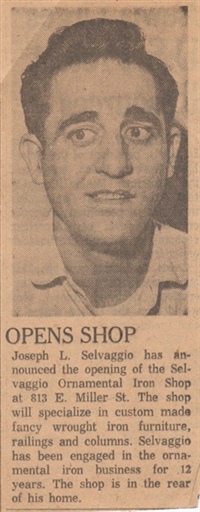 OPENS SHOP
Joseph L. Selvaggio has an-
nounced the opening of the Sel-
vaggio Ornamental Iron Shop
at 813 E. Miller St. The shop
will specialize in custom made
fancy wrought iron furniture,
railings and columns. Selvaggio
has been engaged in the orna-
mental iron business for 12
years. The shop is in the rear
of his home.